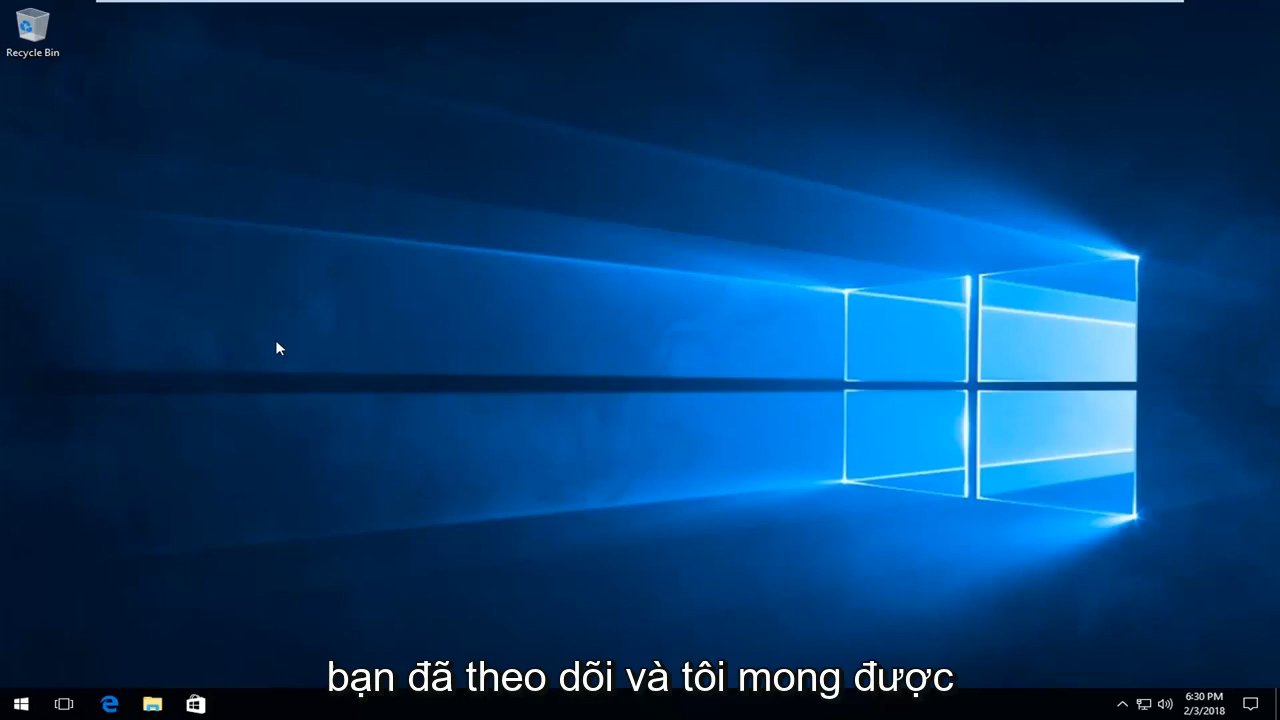 Recycle Bin
bạn đã theo dõi và tôi mong được
6:30 PM
2/3/2018